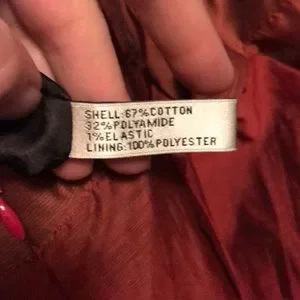 SHELL:67%COTTON
32%POLYAMIDE
1%ELASTIC
LINING:100%POLYESTER